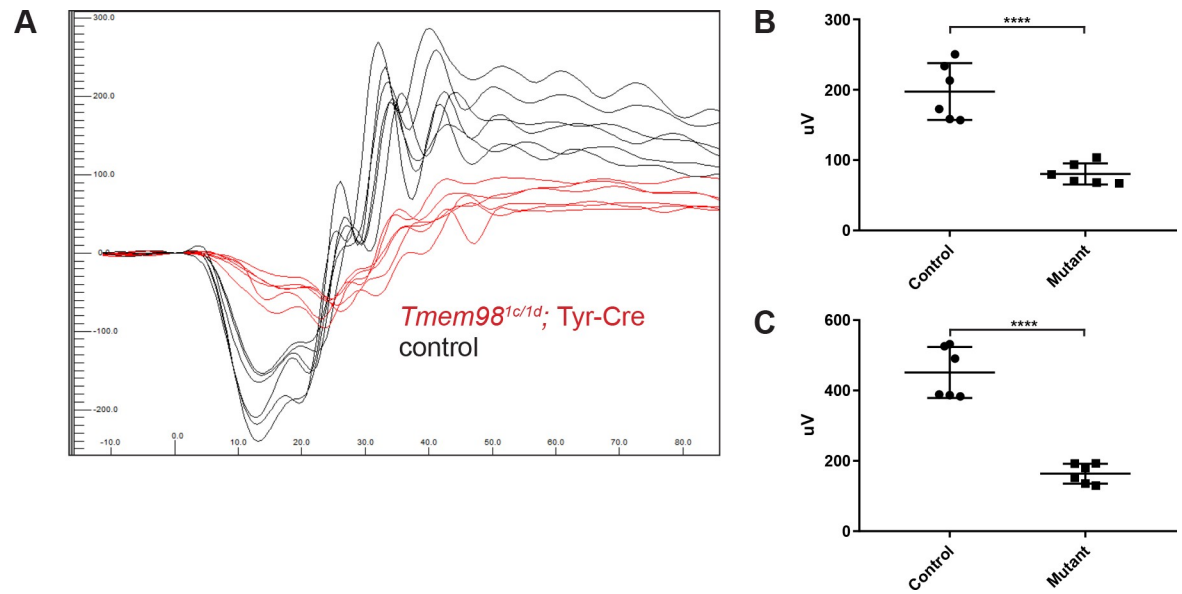 A
300.0
200.0
100.0
0.0
-100.0
-200.0
-10.0 0.0 10.0 20.0 30.0 40.0 50.0 60.0 70.0 80.0
Tmem98¹ᶜ/¹ᵈ; Tyr-Cre
control
B
****
300
200
100
0
uV
Control
Mutant
C
****
600
400
200
0
uV
Control
Mutant